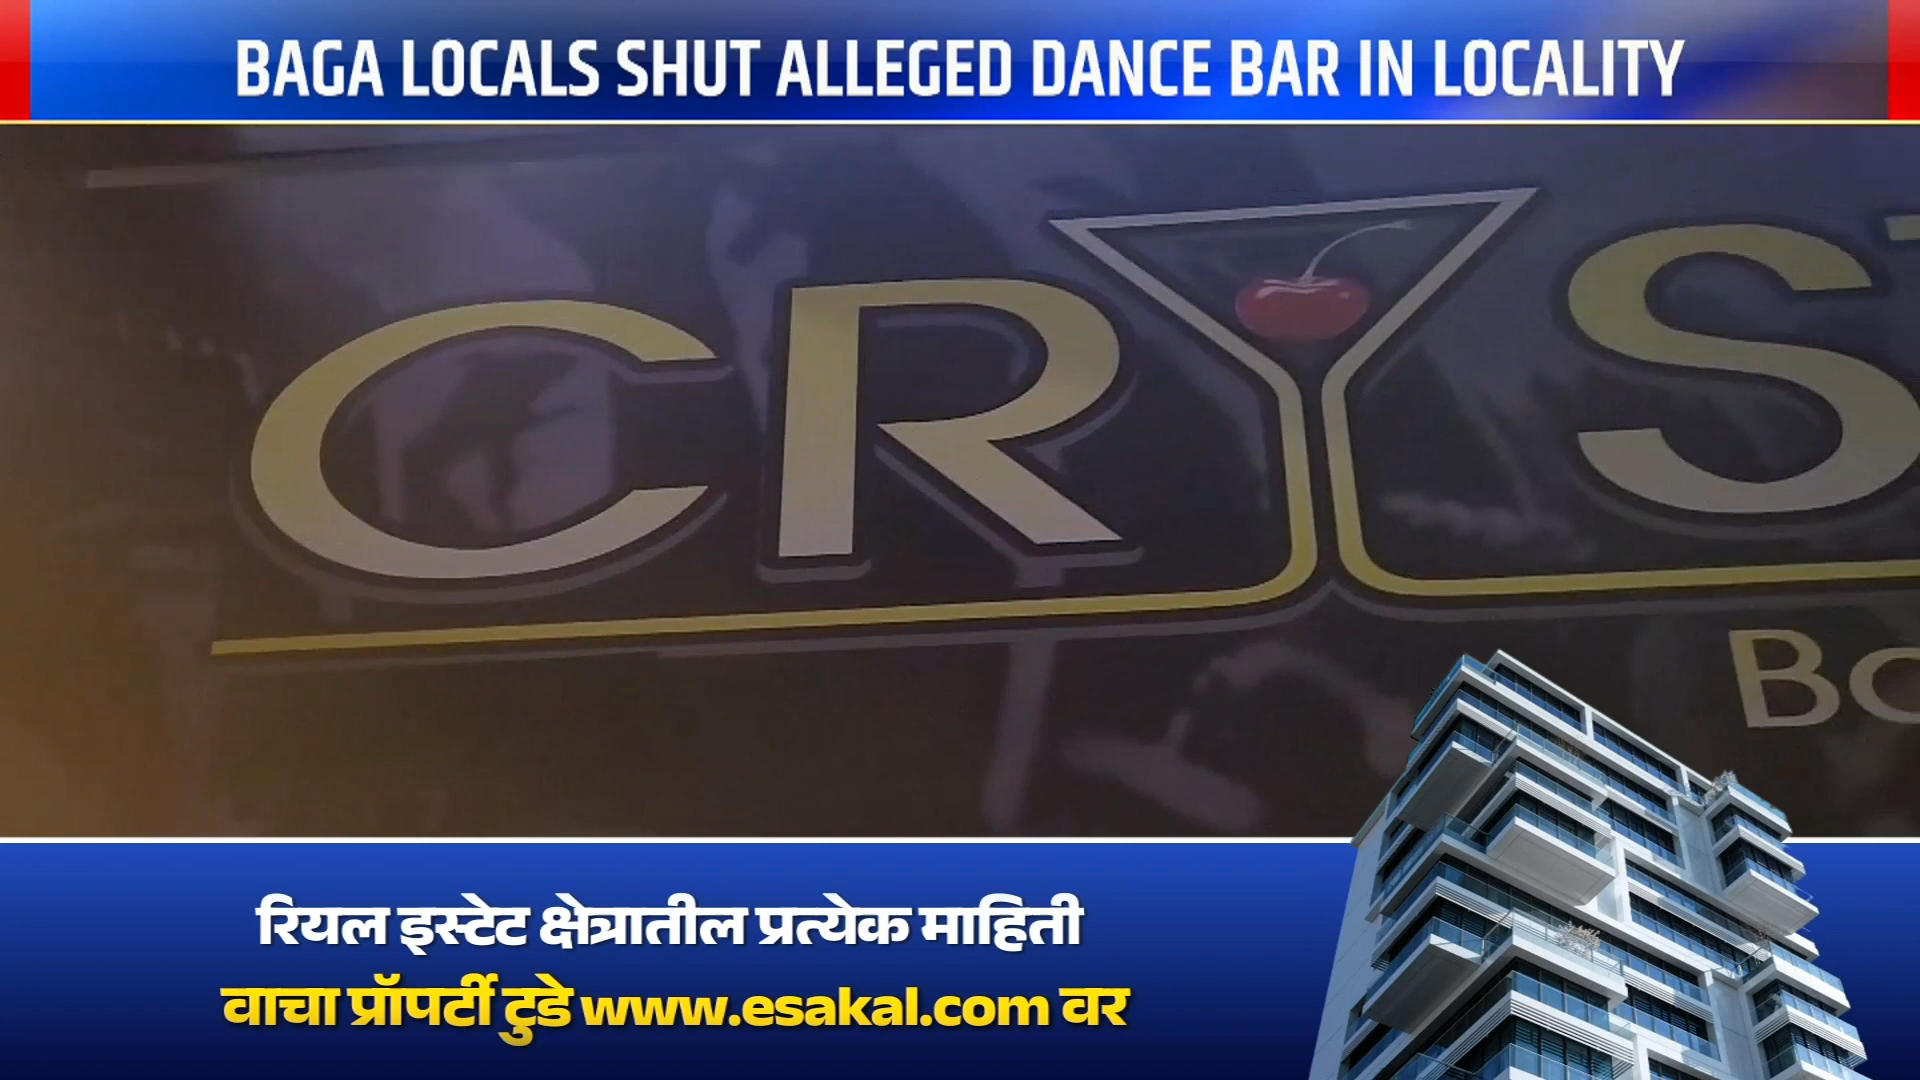 BAGA LOCALS SHUT ALLEGED DANCE BAR IN LOCALITY
CRYS
रियल इस्टेट क्षेत्रातील प्रत्येक माहिती
वाचा प्रॉपर्टी टुडे www.esakal.com वर